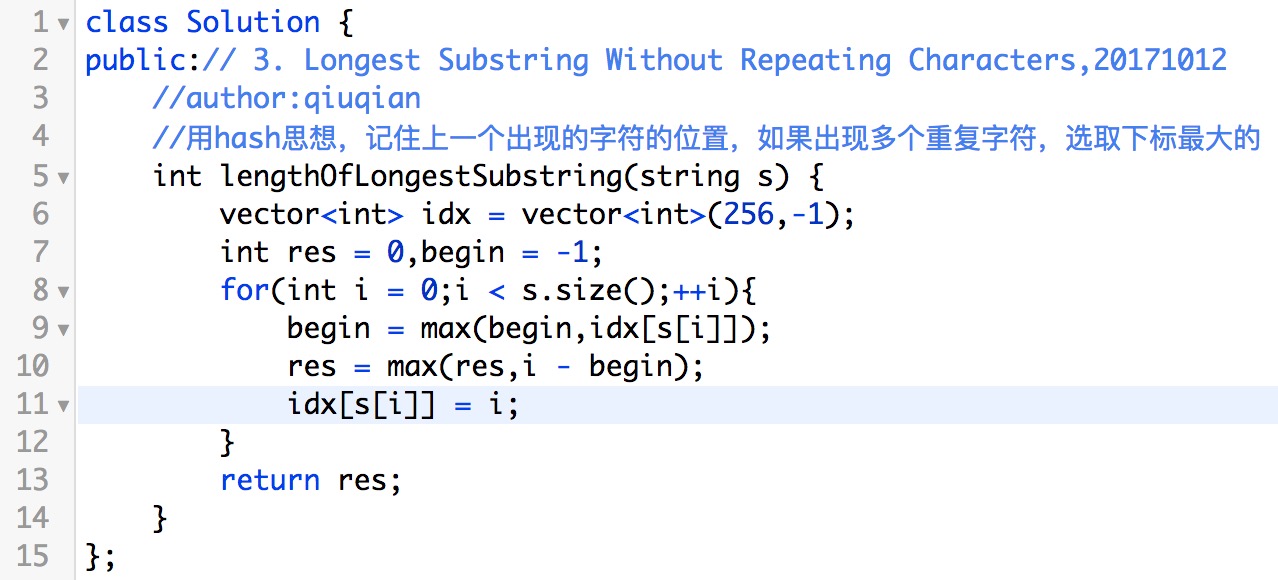 1 class Solution {
2 public:// 3. Longest Substring Without Repeating Characters,20171012
3 //author:qiuqian
4 //用hash思想，记住上一个出现的字符的位置，如果出现多个重复字符，选取下标最大的
5 int lengthOfLongestSubstring(string s) {
6 vector<int> idx = vector<int>(256,-1);
7 int res = 0,begin = -1;
8 for(int i = 0;i < s.size();++i){
9 begin = max(begin,idx[s[i]]);
10 res = max(res,i - begin);
11 idx[s[i]] = i;
12 }
13 return res;
14 }
15 };